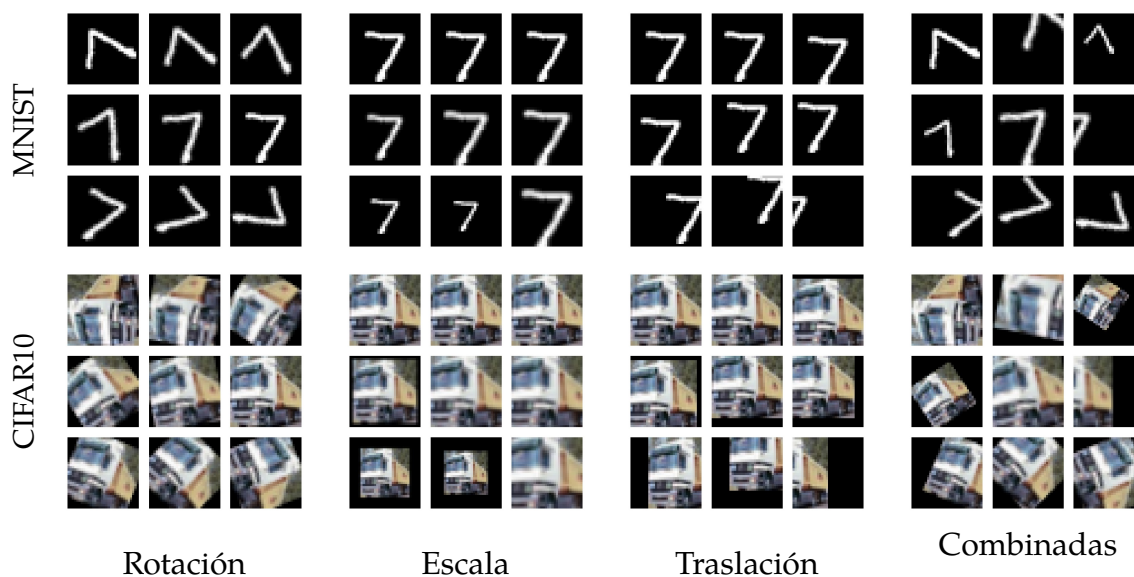 MNIST
CIFAR10
Rotación
Escala
Traslación
Combinadas